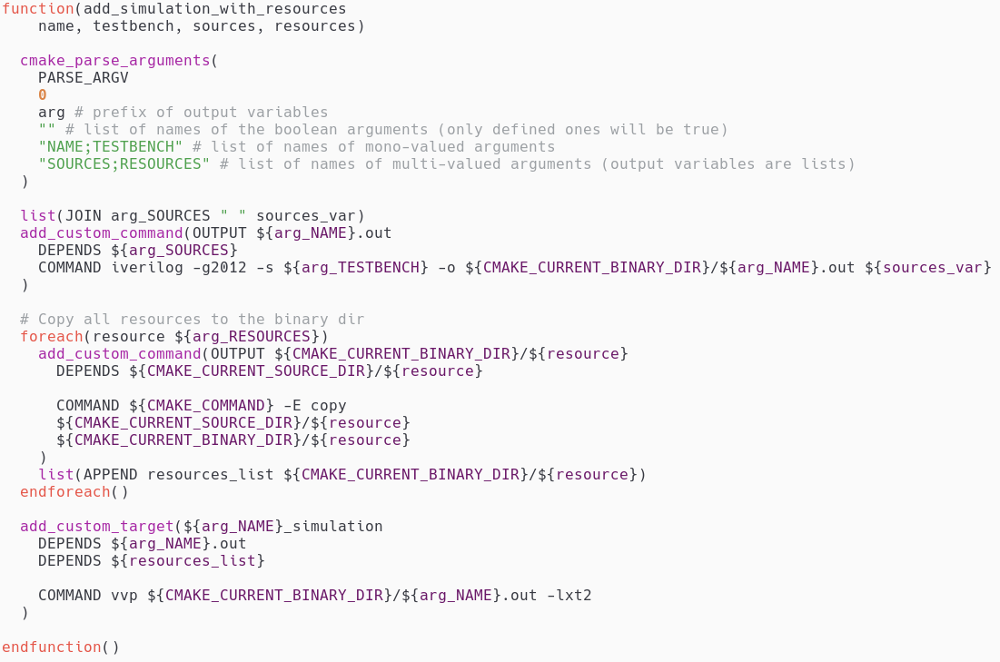 function(add_simulation_with_resources
    name, testbench, sources, resources)

  cmake_parse_arguments(
    PARSE_ARGV
    0
    arg # prefix of output variables
    "" # list of names of the boolean arguments (only defined ones will be true)
    "NAME;TESTBENCH" # list of names of mono-valued arguments
    "SOURCES;RESOURCES" # list of names of multi-valued arguments (output variables are lists)
  )

  list(JOIN arg_SOURCES " " sources_var)
  add_custom_command(OUTPUT ${arg_NAME}.out
    DEPENDS ${arg_SOURCES}
    COMMAND iverilog -g2012 -s ${arg_TESTBENCH} -o ${CMAKE_CURRENT_BINARY_DIR}/${arg_NAME}.out ${sources_var}
  )

  # Copy all resources to the binary dir
  foreach(resource ${arg_RESOURCES})
    add_custom_command(OUTPUT ${CMAKE_CURRENT_BINARY_DIR}/${resource}
      DEPENDS ${CMAKE_CURRENT_SOURCE_DIR}/${resource}

      COMMAND ${CMAKE_COMMAND} -E copy
      ${CMAKE_CURRENT_SOURCE_DIR}/${resource}
      ${CMAKE_CURRENT_BINARY_DIR}/${resource}
    )
    list(APPEND resources_list ${CMAKE_CURRENT_BINARY_DIR}/${resource})
  endforeach()

  add_custom_target(${arg_NAME}_simulation
    DEPENDS ${arg_NAME}.out
    DEPENDS ${resources_list}

    COMMAND vvp ${CMAKE_CURRENT_BINARY_DIR}/${arg_NAME}.out -lxt2
  )

endfunction()